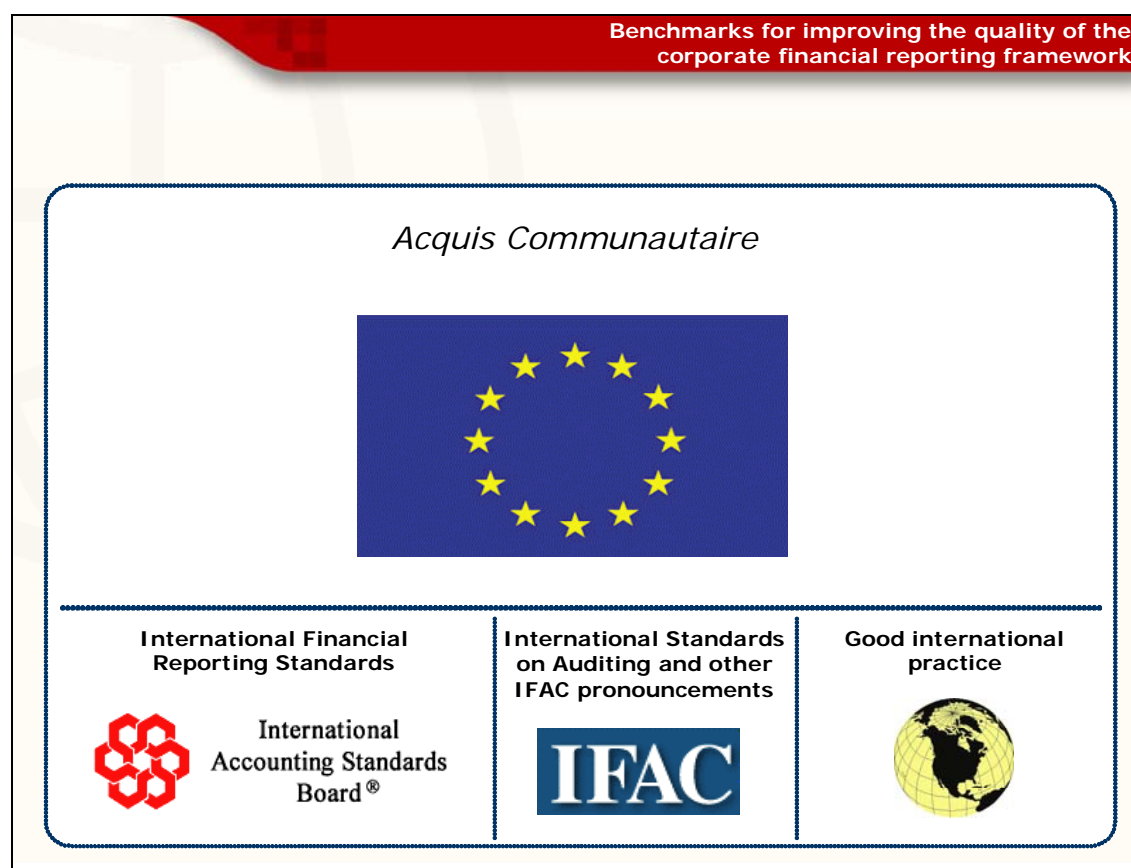 Benchmarks for improving the quality of the
corporate financial reporting framework
Acquis Communautaire
International Financial
Reporting Standards
International
Accounting Standards
Board®
International Standards
on Auditing and other
IFAC pronouncements
IFAC
Good international
practice